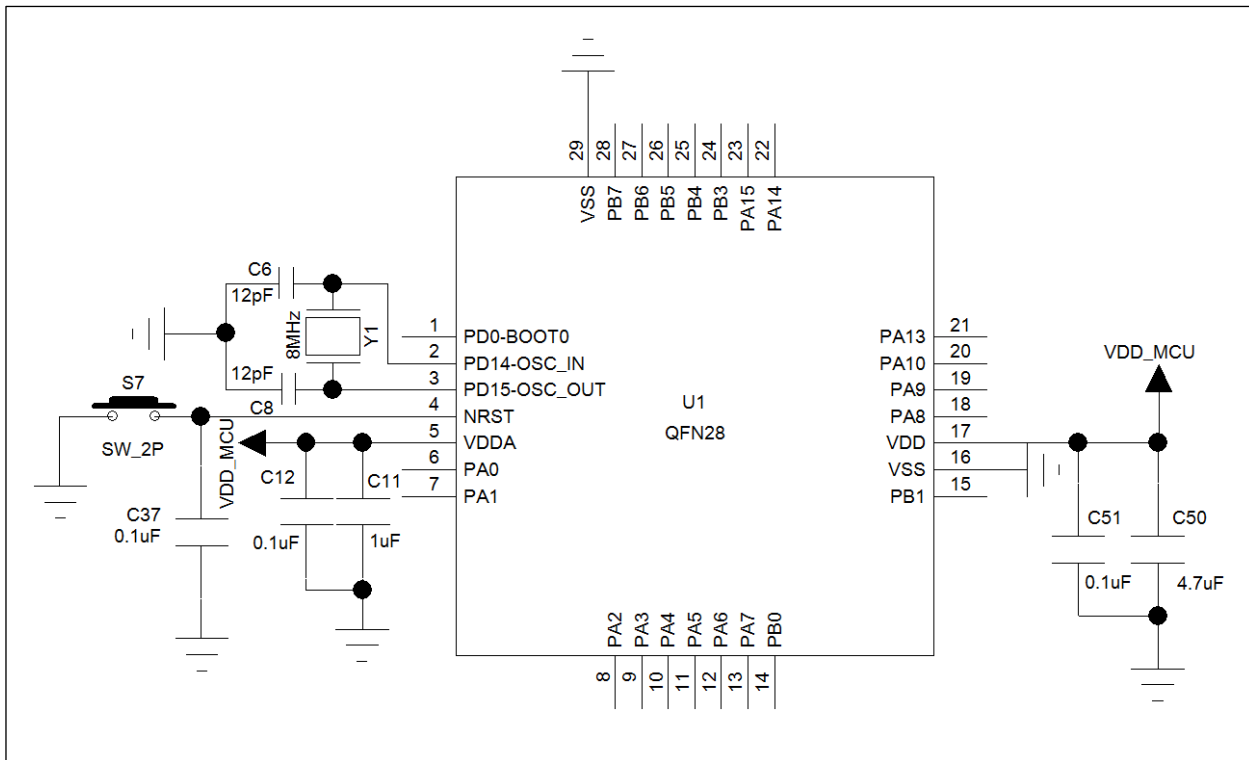 29
28
27
26
25
24
23
22
VSS
PB7
PB6
PB5
PB4
PB3
PA15
PA14
C6
12pF
8MHz
Y1
12pF
C8
S7
SW_2P
VDD_MCU
C37
0.1uF
C12
0.1uF
C11
1uF
1 PD0-BOOT0
2 PD14-OSC_IN
3 PD15-OSC_OUT
4 NRST
5 VDDA
6 PA0
7 PA1
U1
QFN28
PA13 21
PA10 20
PA9 19
PA8 18
VDD 17
VSS 16
PB1 15
VDD_MCU
C51
0.1uF
C50
4.7uF
PA2
PA3
PA4
PA5
PA6
PA7
PB0
8
9
10
11
12
13
14